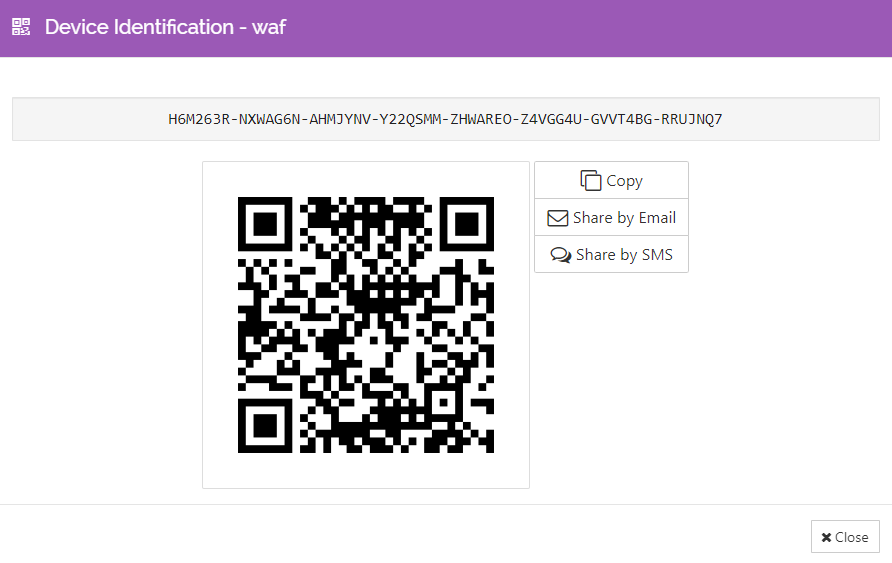 Device Identification - waf
H6M263R-NXWAG6N-AHMJYNV-Y22QSMM-ZHWAREO-Z4VGG4U-GVVT4BG-RRUJNQ7
Copy
Share by Email
Share by SMS
Close